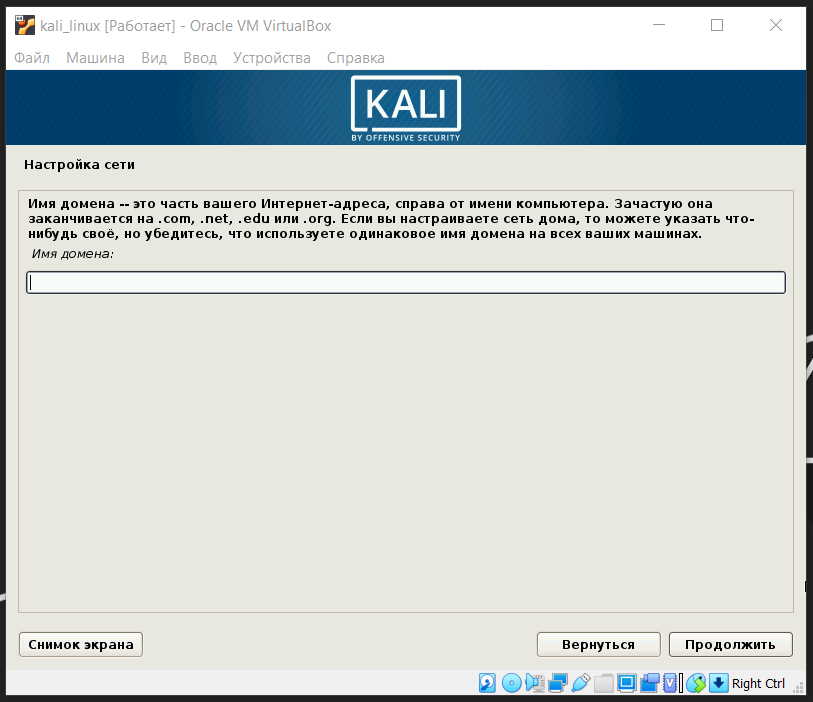 kali_linux [Работает] - Oracle VM VirtualBox
Файл Машина Вид Ввод Устройства Справка
KALI
BY OFFENSIVE SECURITY
Настройка сети
Имя домена -- это часть вашего Интернет-адреса, справа от имени компьютера. Зачастую она
заканчивается на .com, .net, .edu или .org. Если вы настраиваете сеть дома, то можете указать что-
нибудь своё, но убедитесь, что используете одинаковое имя домена на всех ваших машинах.
Имя домена:
Снимок экрана Вернуться Продолжить
Right Ctrl